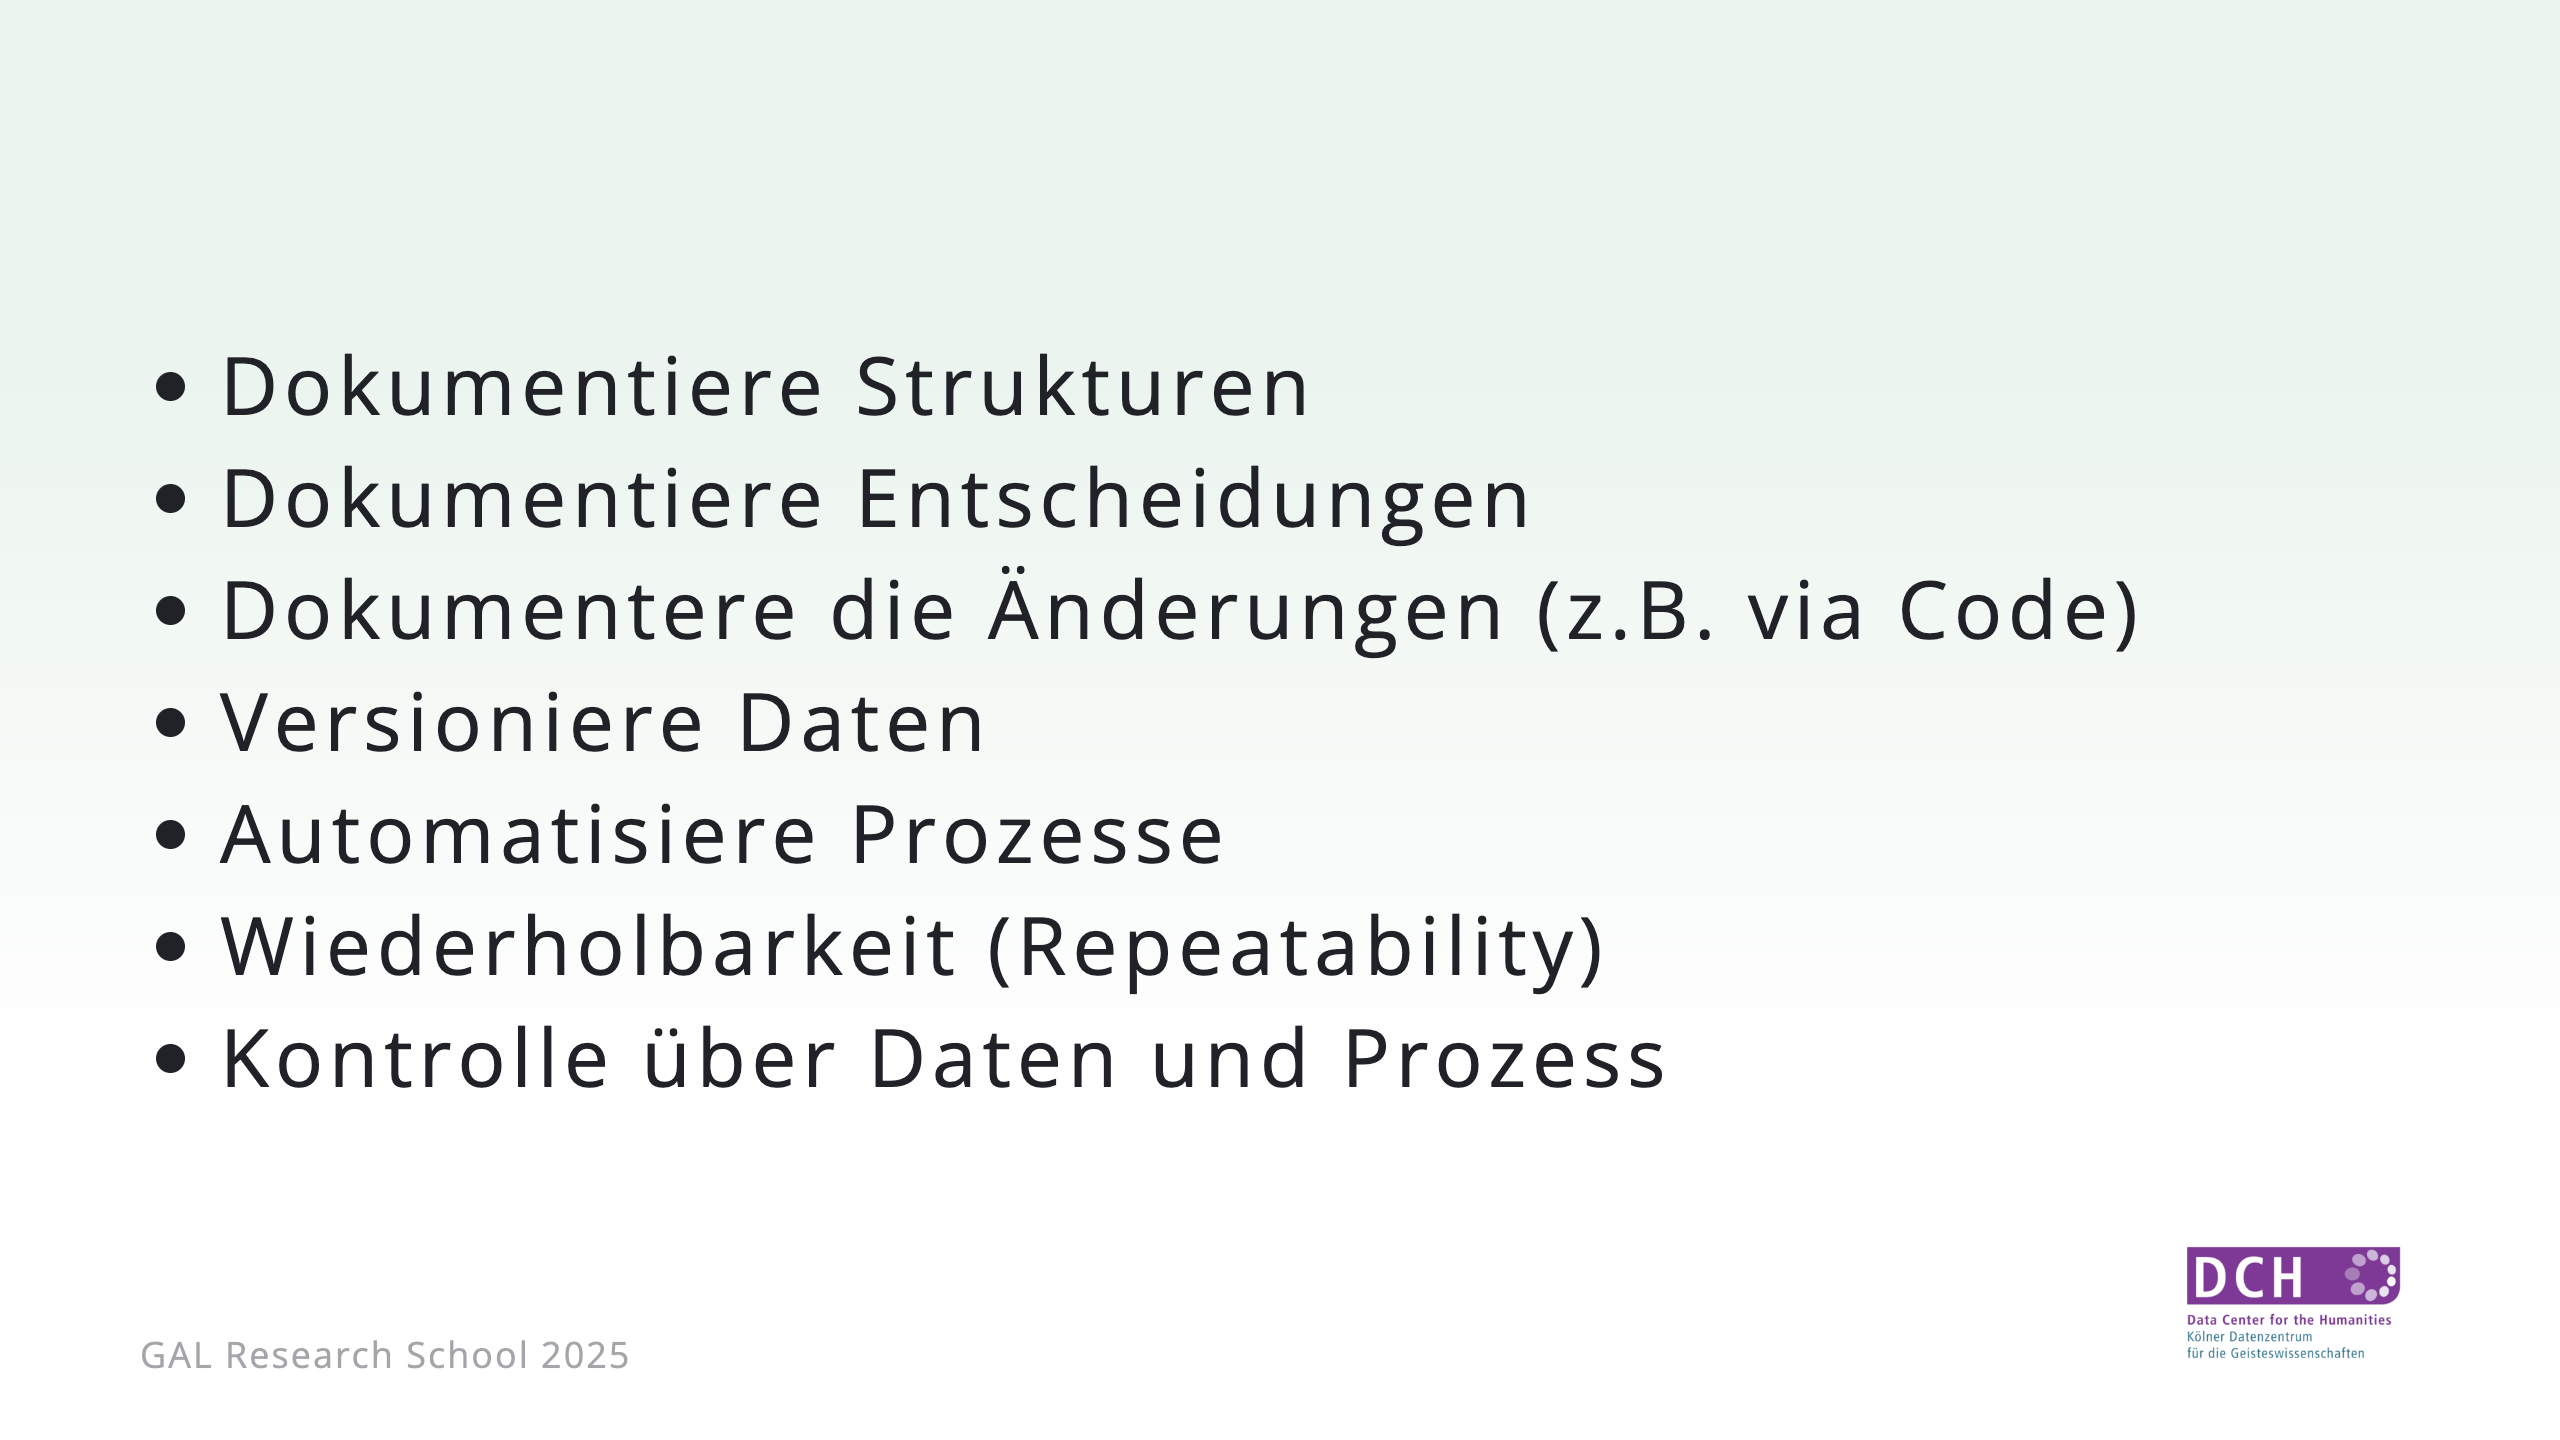 • Dokumentiere Strukturen
• Dokumentiere Entscheidungen
• Dokumentere die Änderungen (z.B. via Code)
• Versioniere Daten
• Automatisiere Prozesse
• Wiederholbarkeit (Repeatability)
• Kontrolle über Daten und Prozess
DCH
Data Center for the Humanities
Kölner Datenzentrum
für die Geisteswissenschaften
GAL Research School 2025